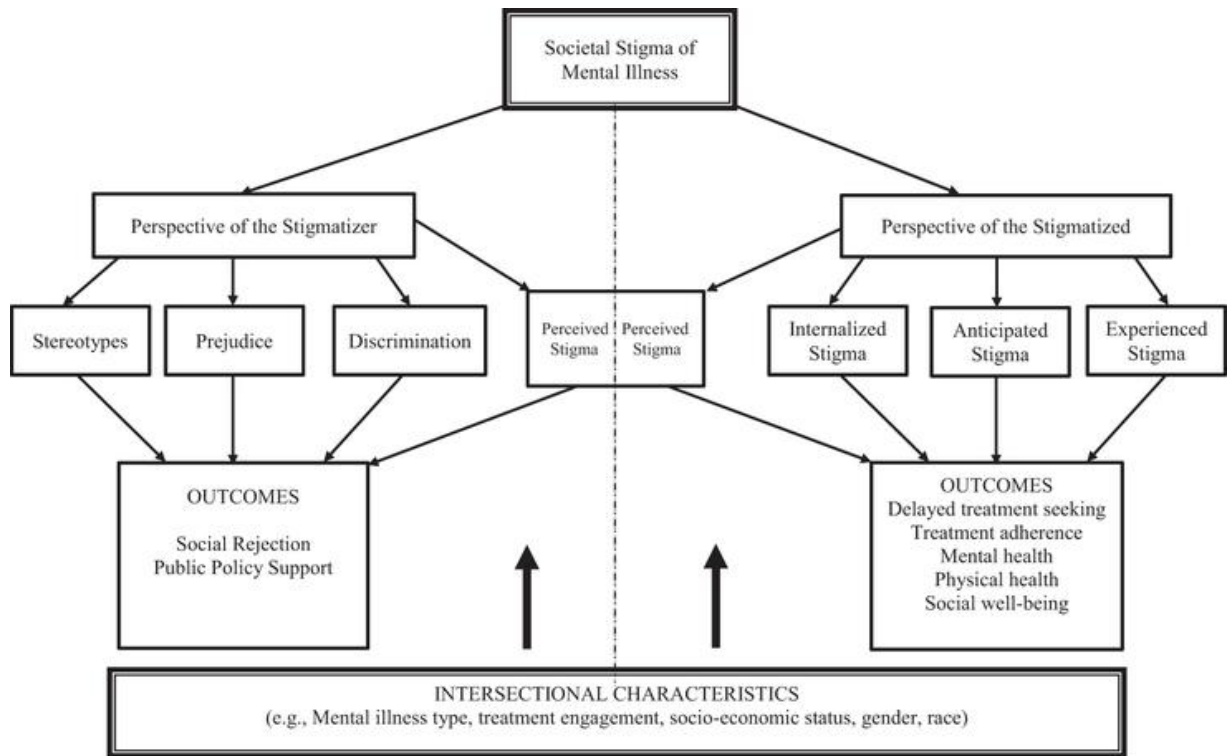 Societal Stigma of
Mental Illness
Perspective of the Stigmatizer
Perspective of the Stigmatized
Stereotypes
Prejudice
Discrimination
Perceived
Stigma
Perceived
Stigma
Internalized
Stigma
Anticipated
Stigma
Experienced
Stigma
OUTCOMES
Social Rejection
Public Policy Support
OUTCOMES
Delayed treatment seeking
Treatment adherence
Mental health
Physical health
Social well-being
INTERSECTIONAL CHARACTERISTICS
(e.g., Mental illness type, treatment engagement, socio-economic status, gender, race)